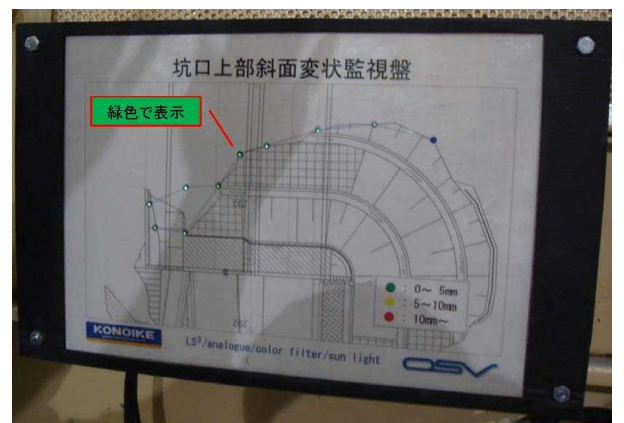 坑口上部斜面変状監視盤
緑色で表示
: 0～ 5mm
: 5～10mm
: 10mm～
292
KONOIKE
LS³/analogue/color filter/sun light
OSV